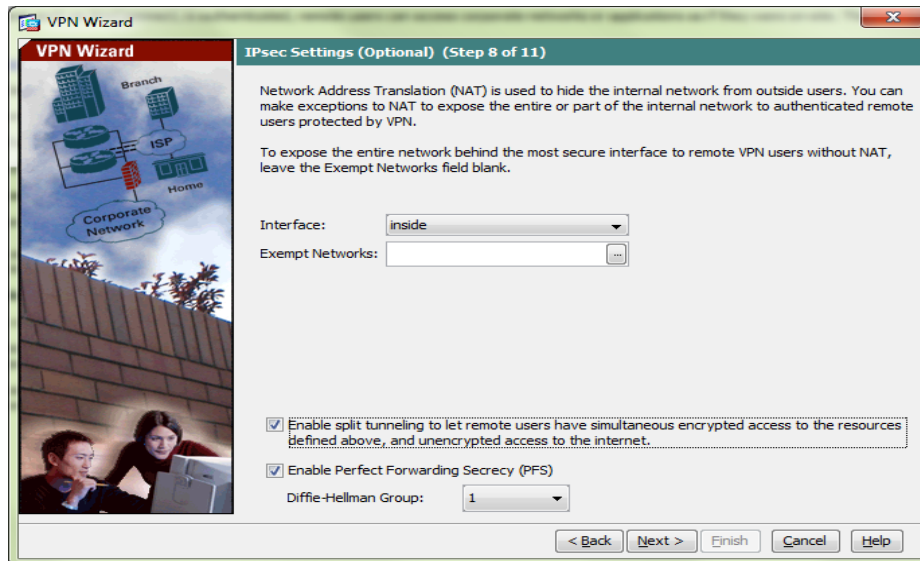 VPN Wizard
VPN Wizard
Branch
ISP
Home
Corporate
Network
IPsec Settings (Optional) (Step 8 of 11)
Network Address Translation (NAT) is used to hide the internal network from outside users. You can
make exceptions to NAT to expose the entire or part of the internal network to authenticated remote
users protected by VPN.
To expose the entire network behind the most secure interface to remote VPN users without NAT,
leave the Exempt Networks field blank.
Interface: inside
Exempt Networks: ...
Enable split tunneling to let remote users have simultaneous encrypted access to the resources
defined above, and unencrypted access to the internet.
Enable Perfect Forwarding Secrecy (PFS)
Diffie-Hellman Group: 1
< Back Next > Finish Cancel Help